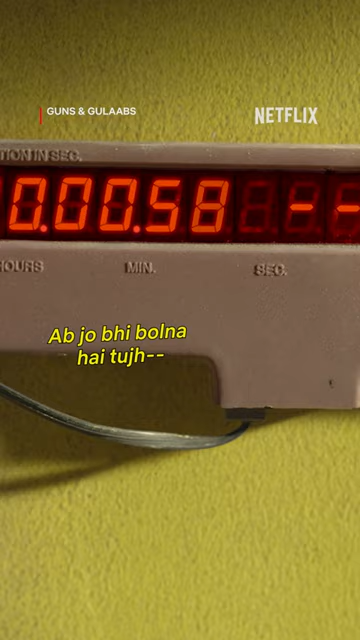 GUNS & GULAABS
NETFLIX
TION IN SEC.
0.00.58 --
HOURS
MIN.
SEC.
Ab jo bhi bolna
hai tujh--